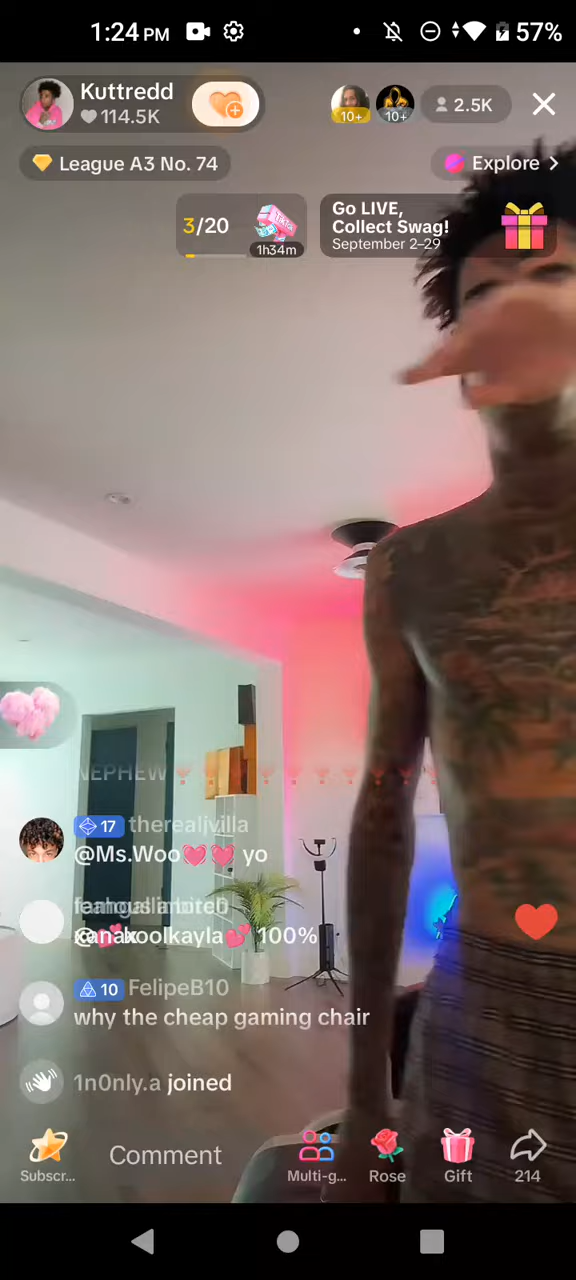 1:24 PM
57%
Kuttredd
114.5K
10+
10+
2.5K
League A3 No. 74
Explore
3/20
1h34m
Go LIVE,
Collect Swag!
September 2–29
NEPHEW
17 therealjvilla
@Ms.Woo💓💓 yo
100%
10 FelipeB10
why the cheap gaming chair
1n0nly.a joined
Comment
Subscr...
Multi-g...
Rose
Gift
214